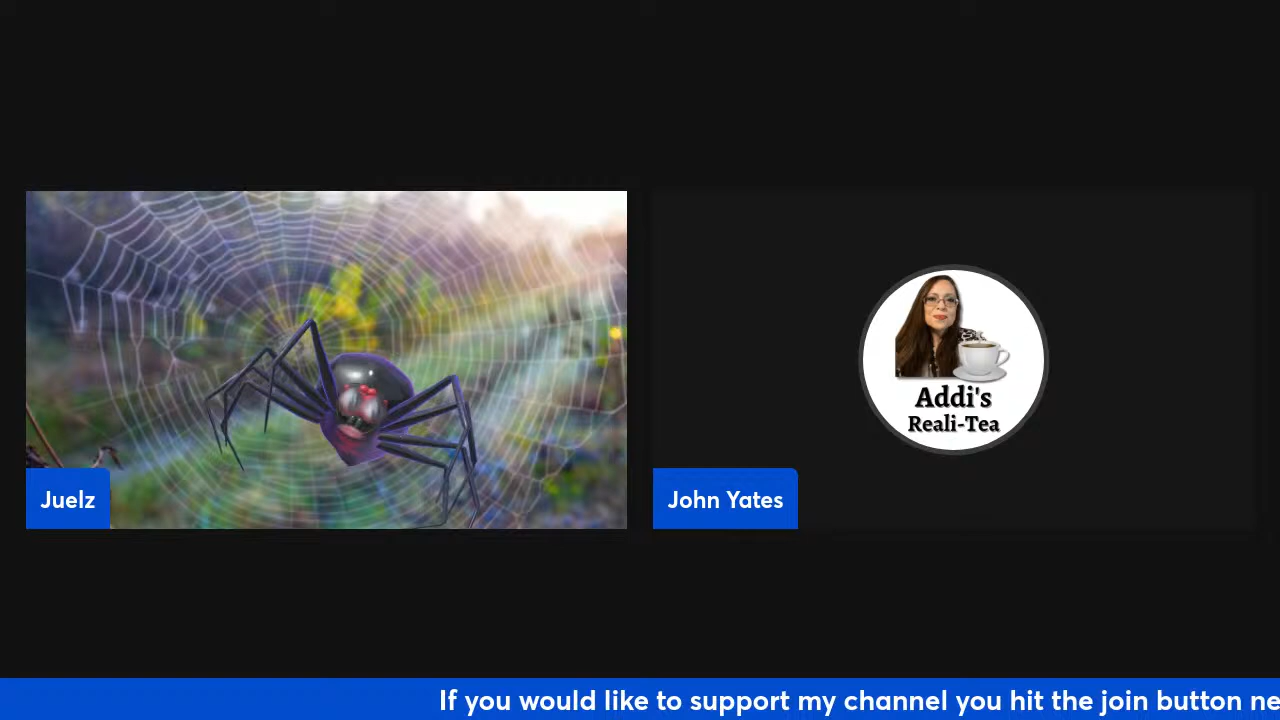 Addi's
Reali-Tea
Juelz
John Yates
If you would like to support my channel you hit the join button ne